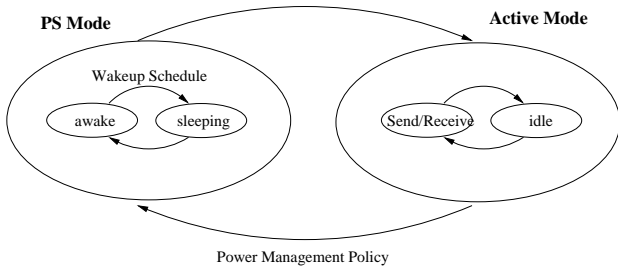 PS Mode
Active Mode
Wakeup Schedule
awake
sleeping
Send/Receive
idle
Power Management Policy